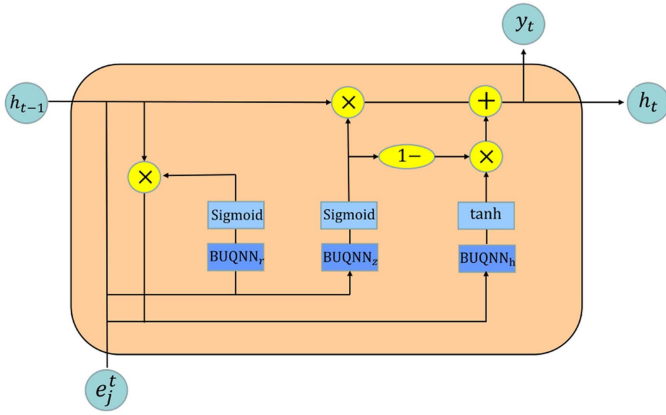 y_t
h_{t-1}
×
+
h_t
1−
×
×
Sigmoid
Sigmoid
tanh
BUQNN_r
BUQNN_z
BUQNN_h
e_j^t